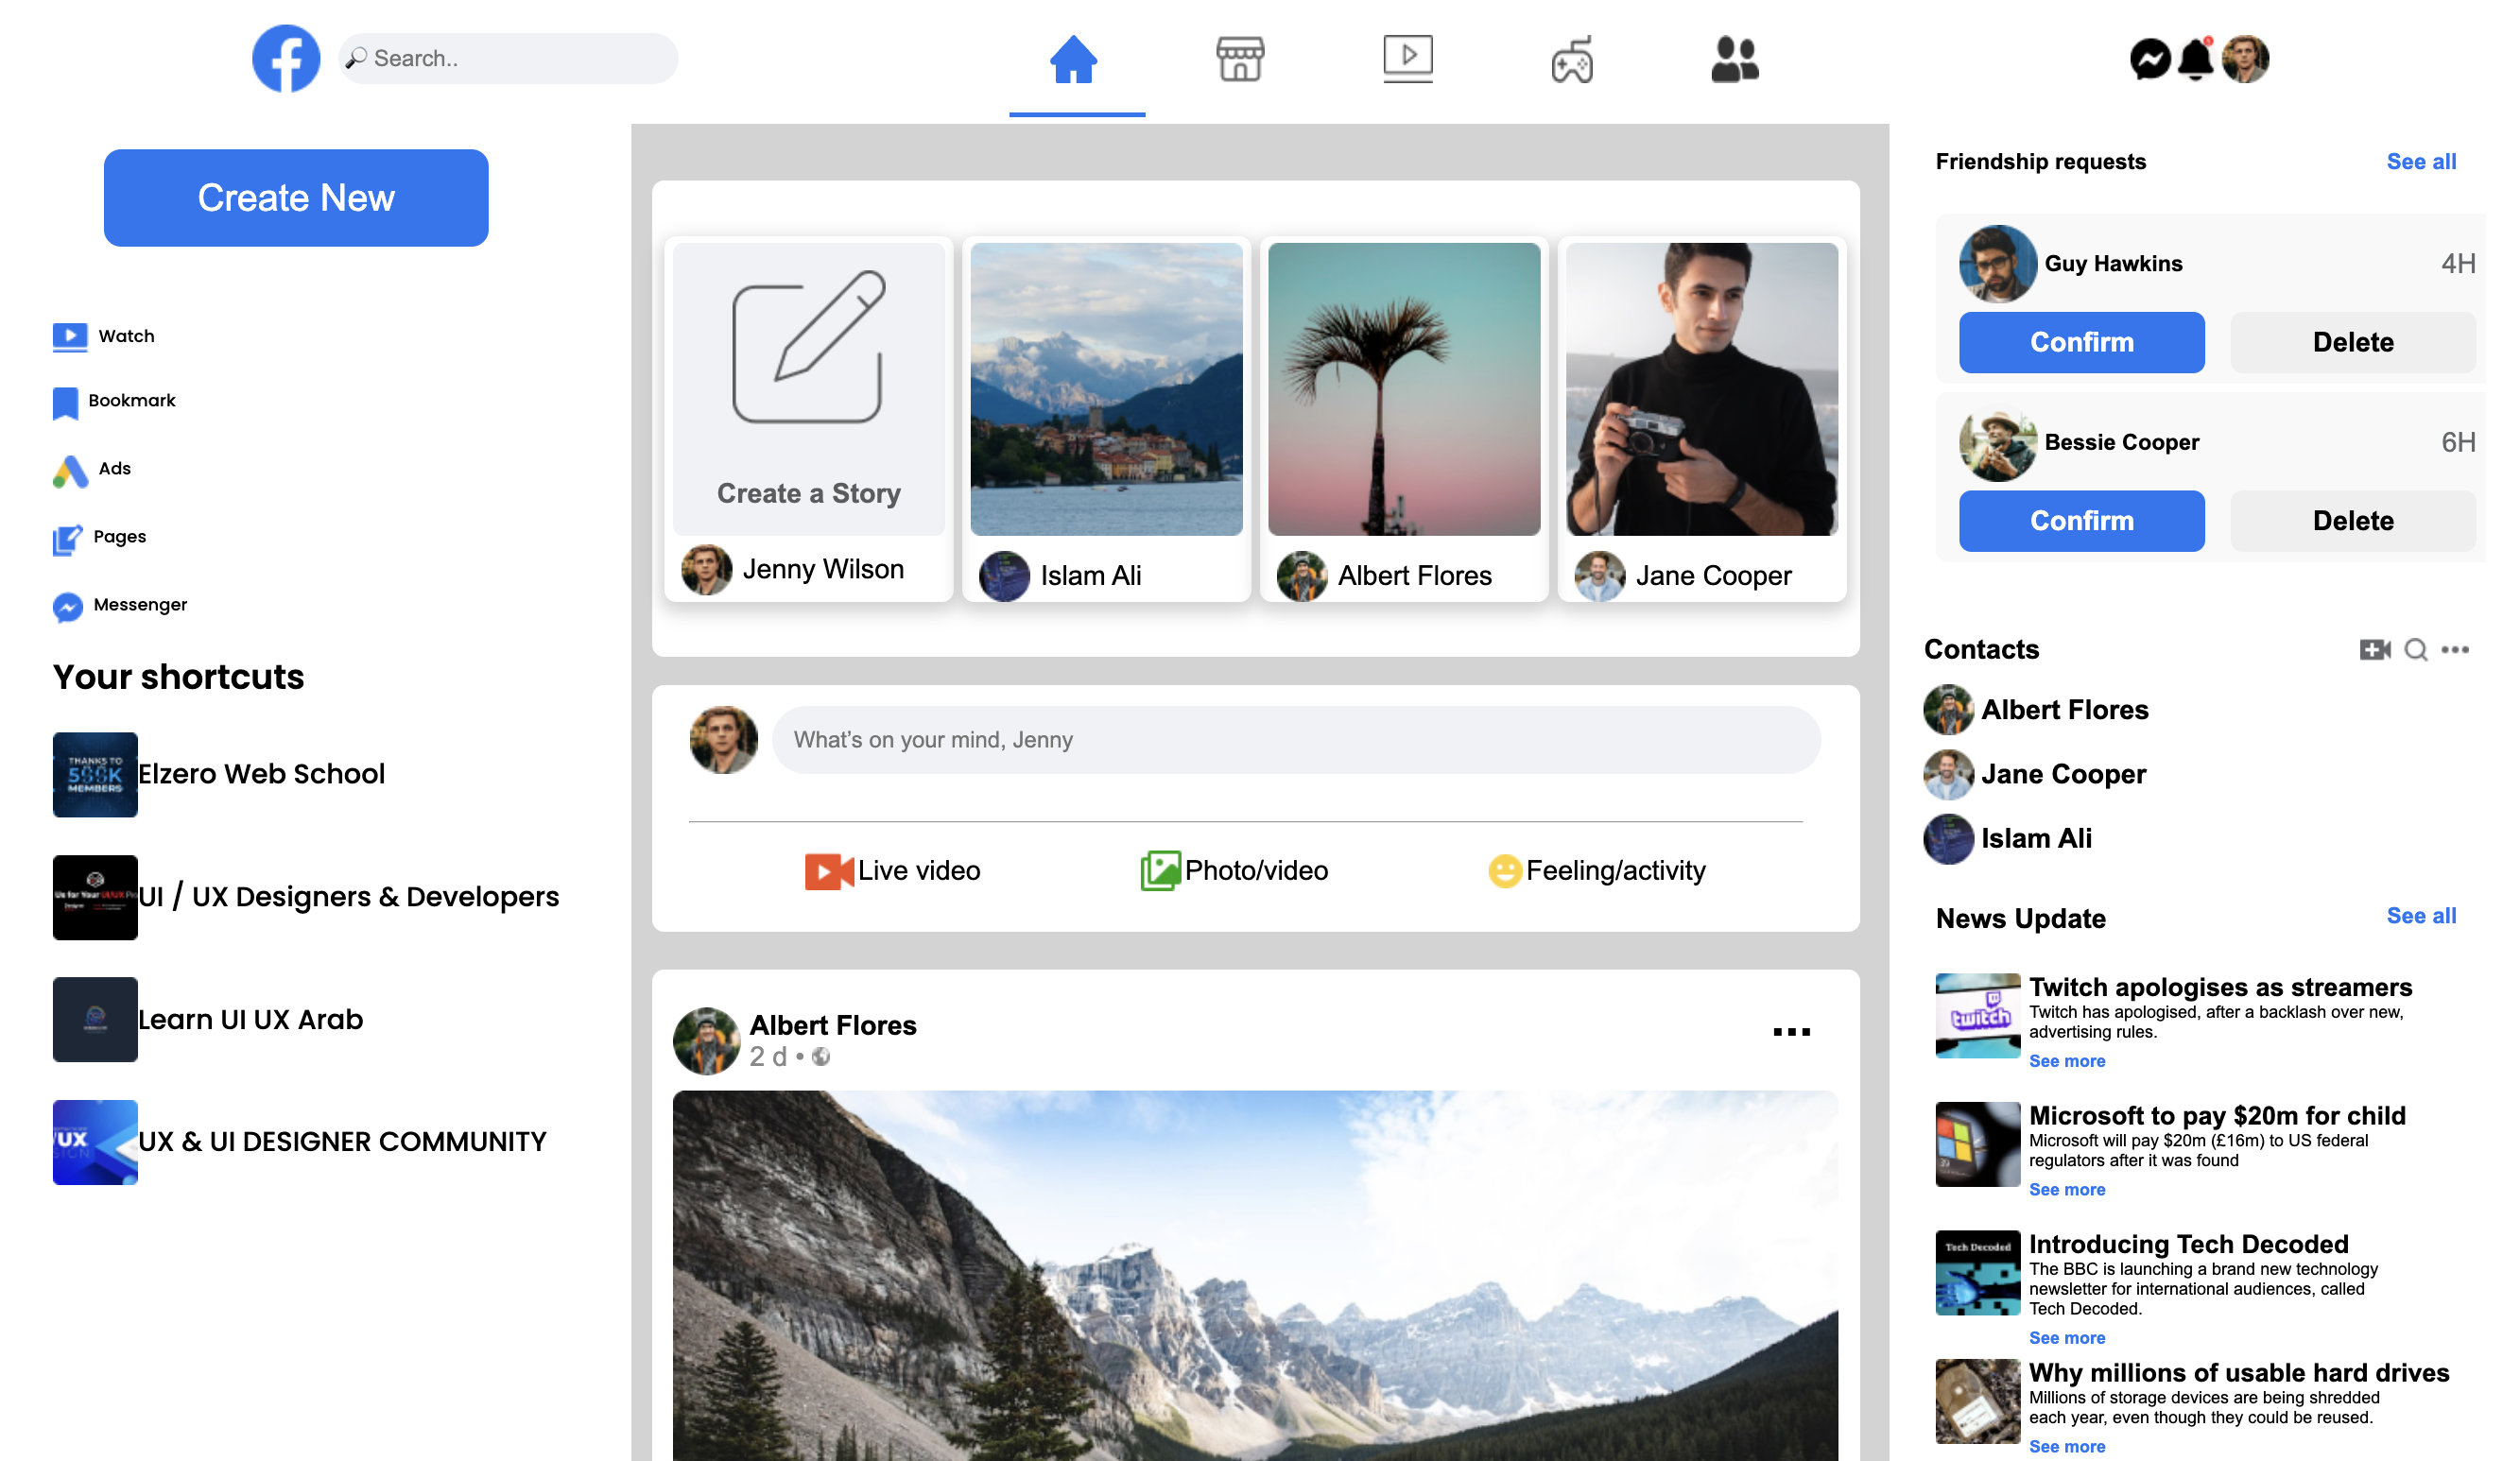 Search..
Create New
Watch
Bookmark
Ads
Pages
Messenger
Your shortcuts
THANKS TO
500K
MEMBERS
Elzero Web School
UI / UX Designers & Developers
Learn UI UX Arab
UX
UX & UI DESIGNER COMMUNITY
Create a Story
Jenny Wilson
Islam Ali
Albert Flores
Jane Cooper
What's on your mind, Jenny
Live video
Photo/video
Feeling/activity
Albert Flores
2 d •
Friendship requests
See all
Guy Hawkins
4H
Confirm
Delete
Bessie Cooper
6H
Confirm
Delete
Contacts
Albert Flores
Jane Cooper
Islam Ali
News Update
See all
twitch
Twitch apologises as streamers
Twitch has apologised, after a backlash over new,
advertising rules.
See more
Microsoft to pay $20m for child
Microsoft will pay $20m (£16m) to US federal
regulators after it was found
See more
Tech Decoded
Introducing Tech Decoded
The BBC is launching a brand new technology
newsletter for international audiences, called
Tech Decoded.
See more
Why millions of usable hard drives
Millions of storage devices are being shredded
each year, even though they could be reused.
See more